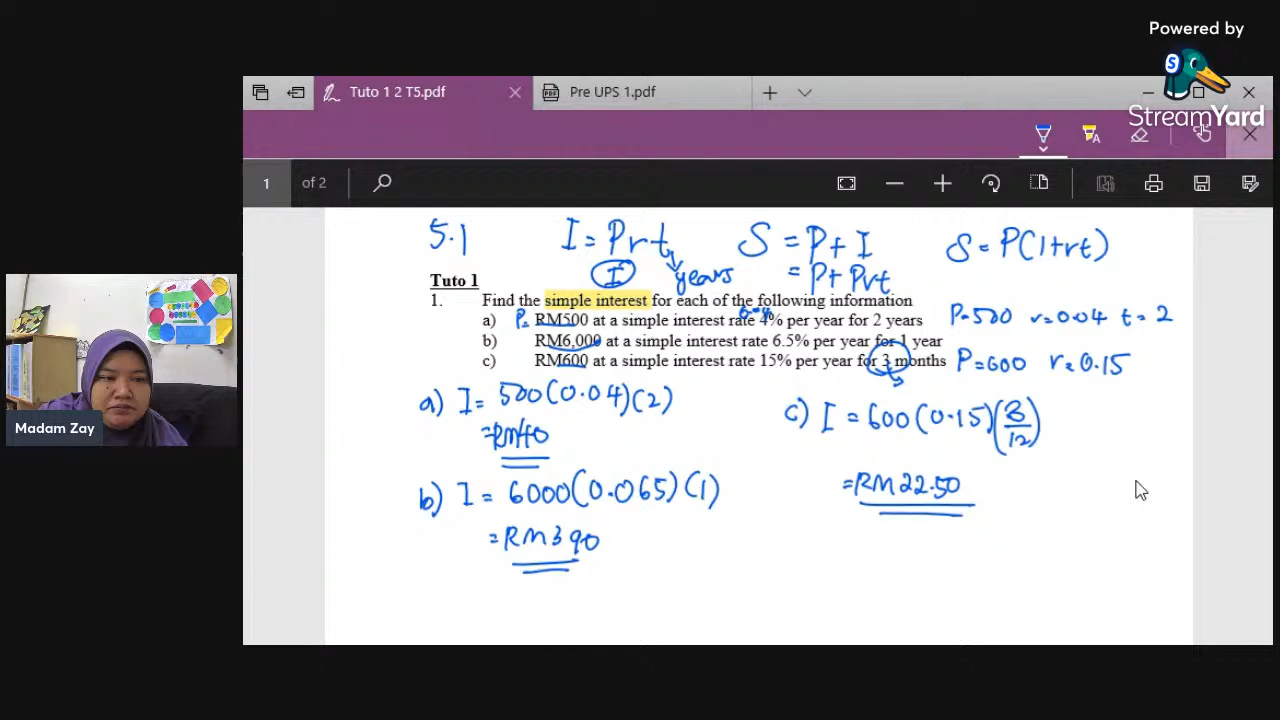 Powered by
StreamYard
Tuto 1 2 T5.pdf
Pre UPS 1.pdf
1 of 2
5.1 I = Prt S = P + I S = P(1+rt)
I years = P + Prt
Tuto 1
1. Find the simple interest for each of the following information
a) P= RM500 at a simple interest rate 4% per year for 2 years P=500 r=0.04 t=2
0.04
b) RM6,000 at a simple interest rate 6.5% per year for 1 year
c) RM600 at a simple interest rate 15% per year for 3 months P=600 r=0.15
a) I = 500(0.04)(2)
=RM40
b) I = 6000(0.065)(1)
=RM390
c) I = 600(0.15)(3/12)
=RM22.50
Madam Zay